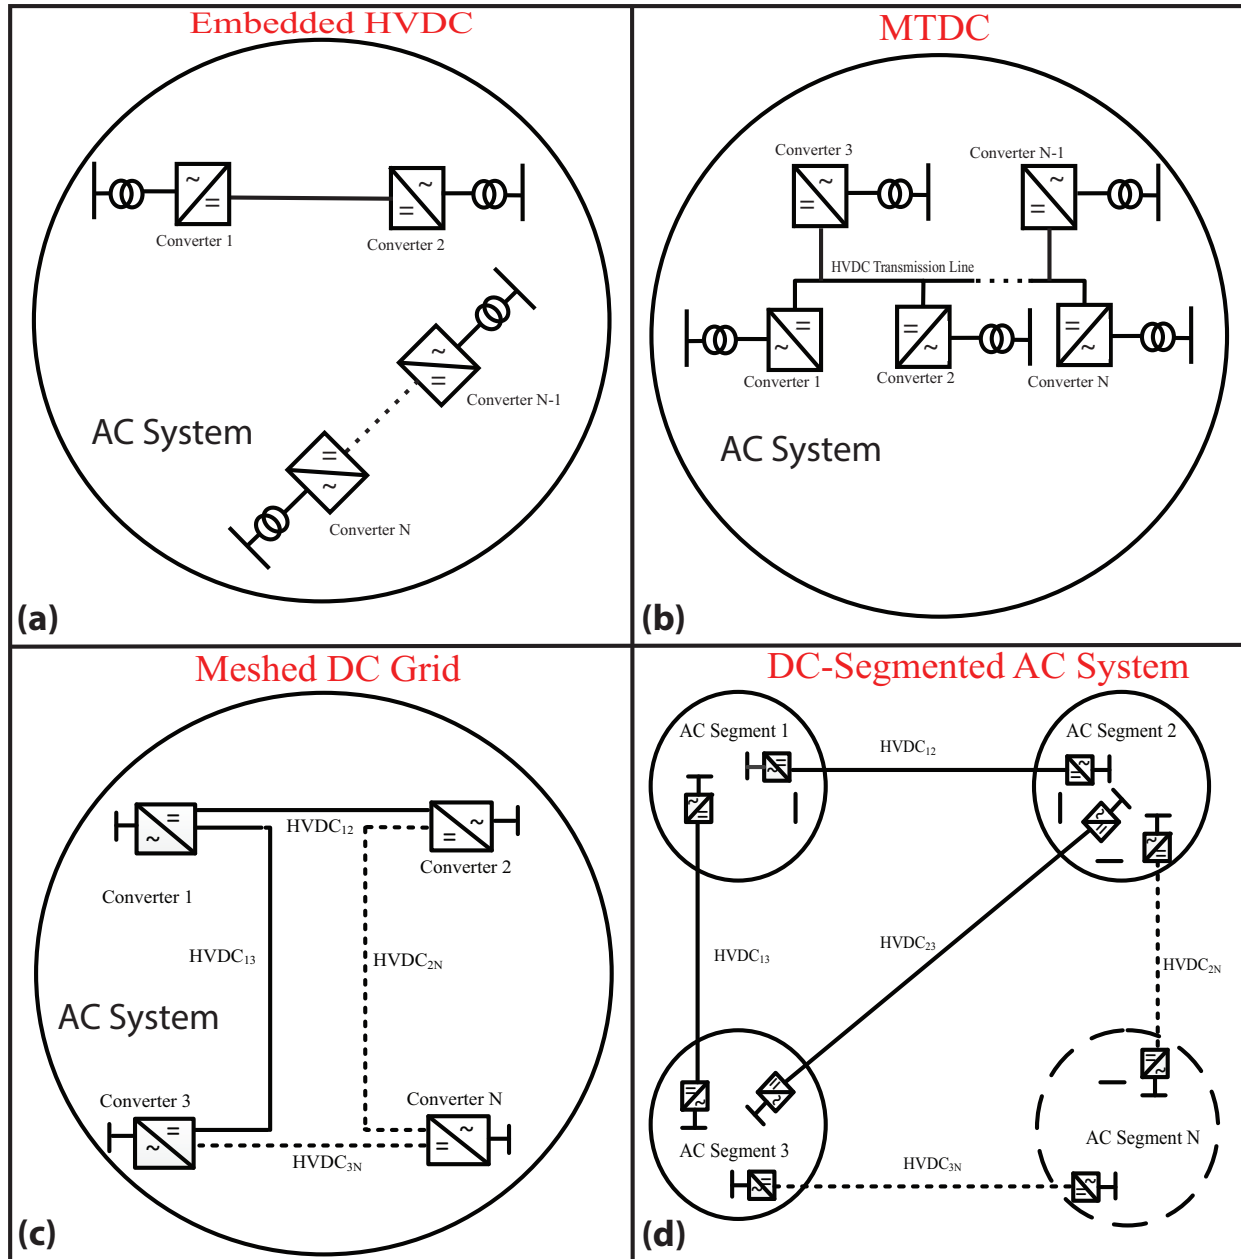 Embedded HVDC
Converter 1
Converter 2
Converter N-1
AC System
Converter N
(a)
MTDC
Converter 3
Converter N-1
HVDC Transmission Line
Converter 1
Converter 2
Converter N
AC System
(b)
Meshed DC Grid
HVDC12
Converter 2
Converter 1
HVDC13
HVDC2N
AC System
Converter 3
Converter N
HVDC3N
(c)
DC-Segmented AC System
AC Segment 1
AC Segment 2
HVDC12
HVDC23
HVDC13
HVDC2N
AC Segment 3
AC Segment N
HVDC3N
(d)